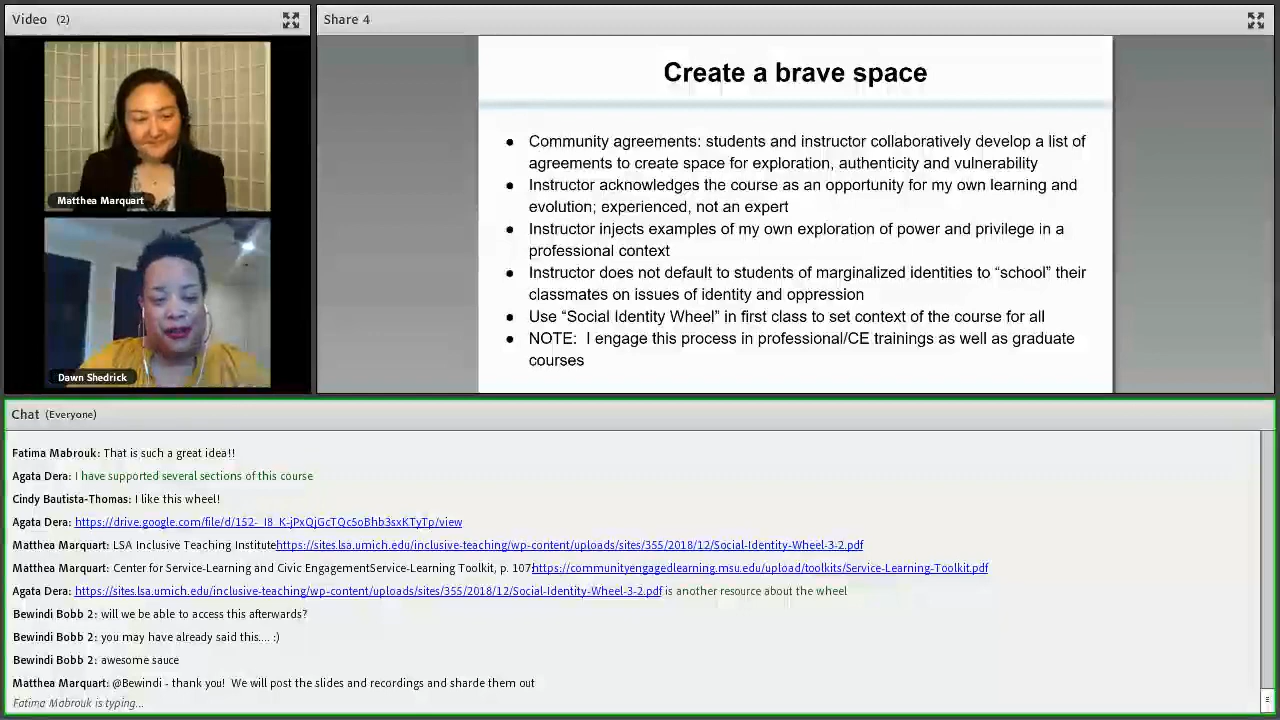 Video (2)
Matthea Marquart
Dawn Shedrick
Share 4
Create a brave space
● Community agreements: students and instructor collaboratively develop a list of
agreements to create space for exploration, authenticity and vulnerability
● Instructor acknowledges the course as an opportunity for my own learning and
evolution; experienced, not an expert
● Instructor injects examples of my own exploration of power and privilege in a
professional context
● Instructor does not default to students of marginalized identities to “school” their
classmates on issues of identity and oppression
● Use “Social Identity Wheel” in first class to set context of the course for all
● NOTE: I engage this process in professional/CE trainings as well as graduate
courses
Chat (Everyone)
Fatima Mabrouk: That is such a great idea!!
Agata Dera: I have supported several sections of this course
Cindy Bautista-Thomas: I like this wheel!
Agata Dera: https://drive.google.com/file/d/152-_I8_K-jPxQjGcTQc5oBhb3sxKTyTp/view
Matthea Marquart: LSA Inclusive Teaching Institutehttps://sites.lsa.umich.edu/inclusive-teaching/wp-content/uploads/sites/355/2018/12/Social-Identity-Wheel-3-2.pdf
Matthea Marquart: Center for Service-Learning and Civic EngagementService-Learning Toolkit, p. 107:https://communityengagedlearning.msu.edu/upload/toolkits/Service-Learning-Toolkit.pdf
Agata Dera: https://sites.lsa.umich.edu/inclusive-teaching/wp-content/uploads/sites/355/2018/12/Social-Identity-Wheel-3-2.pdf is another resource about the wheel
Bewindi Bobb 2: will we be able to access this afterwards?
Bewindi Bobb 2: you may have already said this.... :)
Bewindi Bobb 2: awesome sauce
Matthea Marquart: @Bewindi - thank you! We will post the slides and recordings and sharde them out
Fatima Mabrouk is typing...